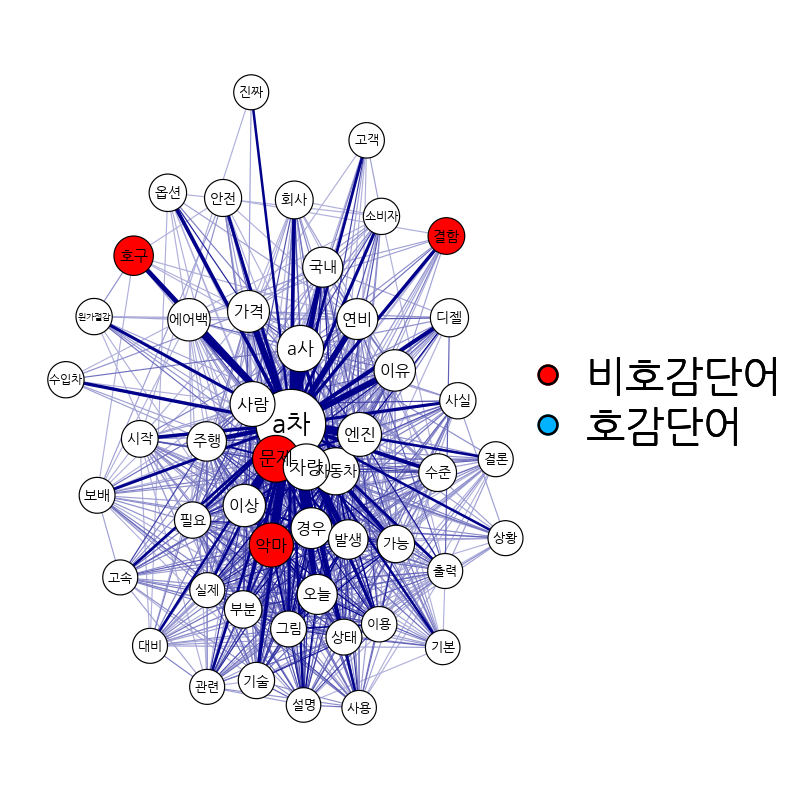 진짜
고객
옵션
안전
회사
소비자
결함
호구
국내
원가절감
에어백
가격
연비
디젤
a사
수입차
이유
비호감단어
사람
사실
a차
호감단어
시작
주행
엔진
문제
차량
자동차
수준
결론
보배
이상
필요
경우
발생
가능
상황
악마
고속
실제
출력
오늘
부분
그림
상태
이용
대비
기본
관련
기술
설명
사용